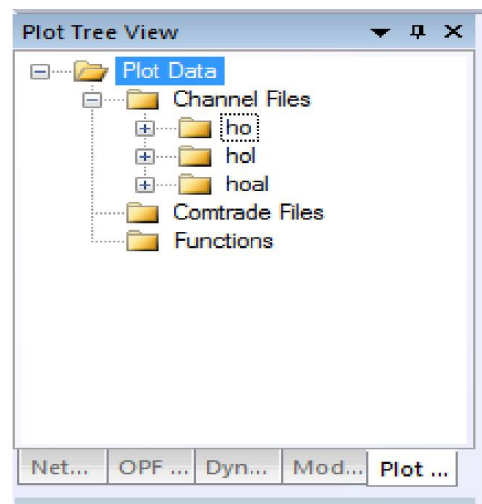 Plot Tree View
Plot Data
Channel Files
ho
hol
hoal
Comtrade Files
Functions
Net... OPF ... Dyn... Mod... Plot ...